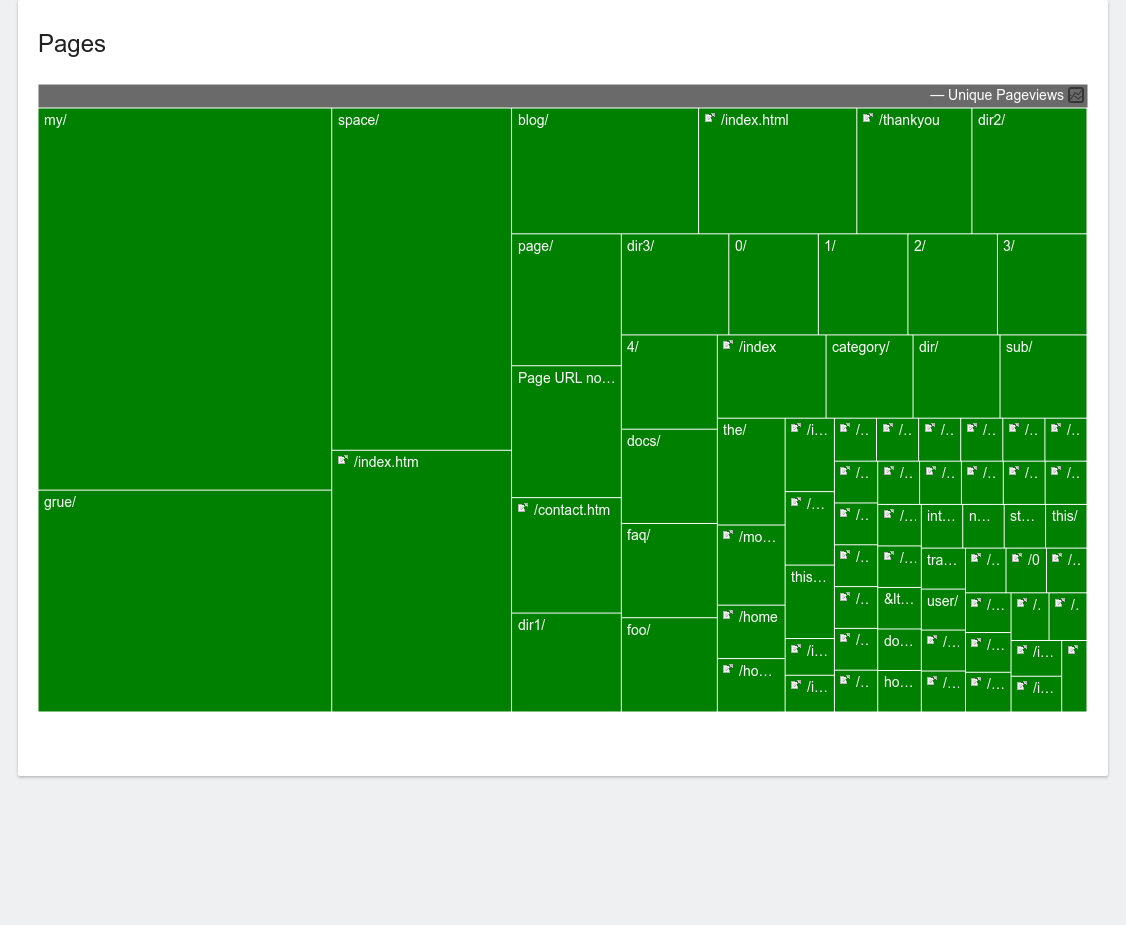 Pages
— Unique Pageviews
my/
space/
blog/
/index.html
/thankyou
dir2/
page/
dir3/
0/
1/
2/
3/
4/
/index
category/
dir/
sub/
Page URL no…
docs/
the/
/i…
/..
/..
/..
/..
/..
/..
/index.htm
/..
/..
/..
/..
/..
/..
grue/
/contact.htm
/…
/..
/…
int…
n…
st…
this/
faq/
/mo…
/..
/…
tra…
/..
/0
/..
this…
/..
&lt…
user/
/…
/.
/.
dir1/
foo/
/home
/i…
/..
do…
/…
/…
/i…
/ho…
/i…
/..
ho…
/…
/…
/i…